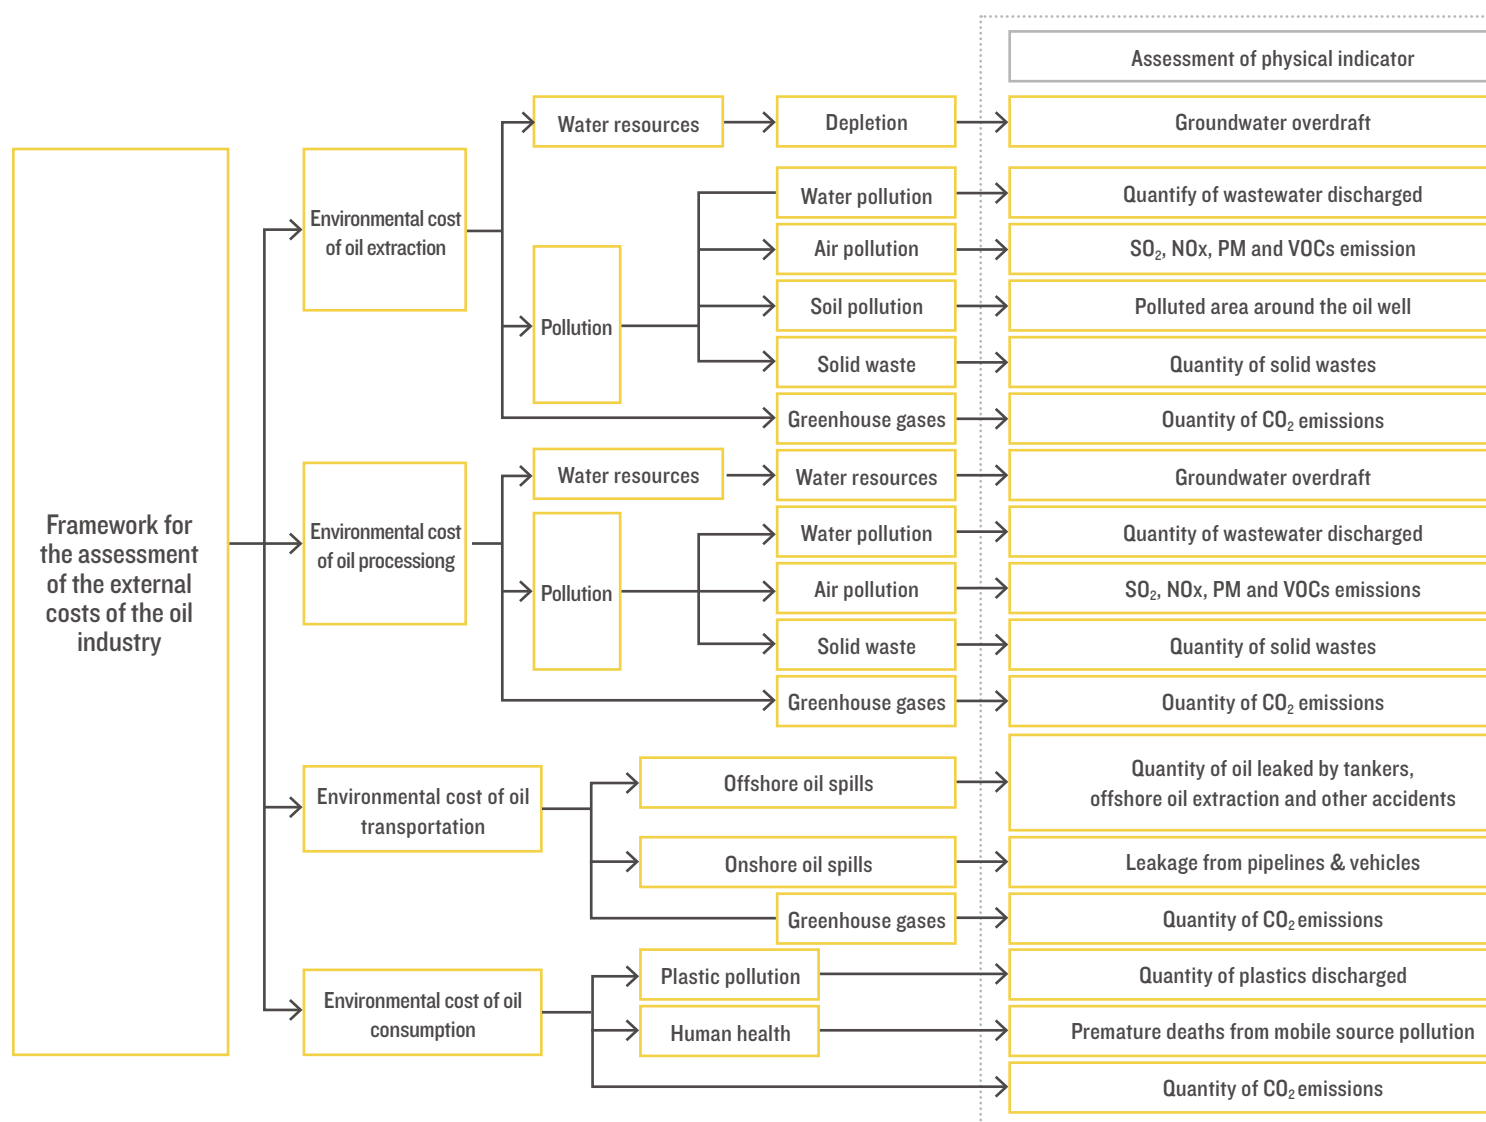 Assessment of physical indicator
Water resources
Depletion
Groundwater overdraft
Environmental cost
of oil extraction
Water pollution
Quantify of wastewater discharged
Air pollution
SO₂, NOx, PM and VOCs emission
Pollution
Soil pollution
Polluted area around the oil well
Solid waste
Quantity of solid wastes
Greenhouse gases
Quantity of CO₂ emissions
Framework for
the assessment
of the external
costs of the oil
industry
Environmental cost
of oil processiong
Water resources
Water resources
Groundwater overdraft
Water pollution
Quantity of wastewater discharged
Pollution
Air pollution
SO₂, NOx, PM and VOCs emissions
Solid waste
Quantity of solid wastes
Greenhouse gases
Quantity of CO₂ emissions
Environmental cost of oil
transportation
Offshore oil spills
Quantity of oil leaked by tankers,
offshore oil extraction and other accidents
Onshore oil spills
Leakage from pipelines & vehicles
Greenhouse gases
Quantity of CO₂ emissions
Environmental cost of oil
consumption
Plastic pollution
Quantity of plastics discharged
Human health
Premature deaths from mobile source pollution
Quantity of CO₂ emissions